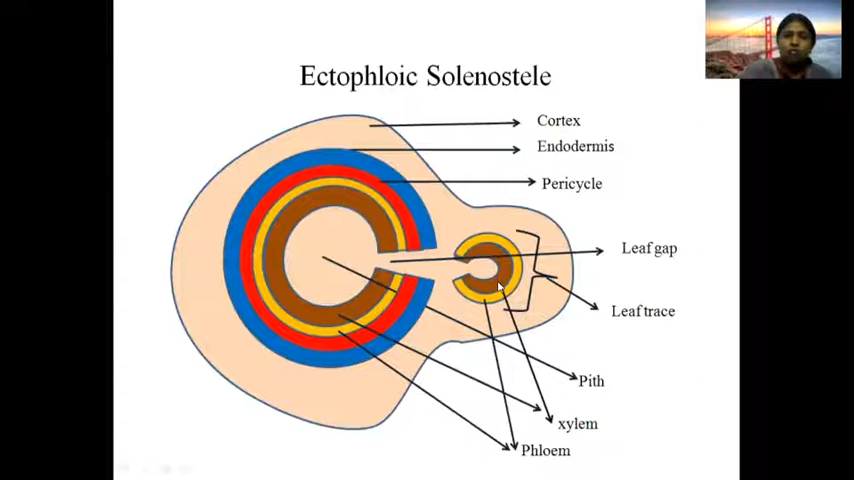 Ectophloic Solenostele
Cortex
Endodermis
Pericycle
Leaf gap
Leaf trace
Pith
xylem
Phloem